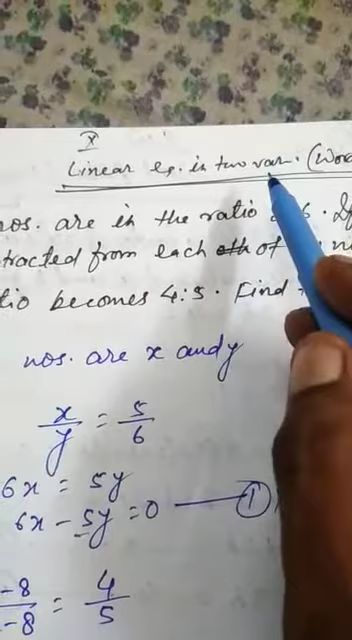 X
Linear eq. in two var. (Wor
nos. are in the ratio 6. If
tracted from each of n
tio becomes 4:5. Find
nos. are x and y
x/y = 5/6
6x = 5y
6x - 5y = 0 — ①
-8/-8 = 4/5